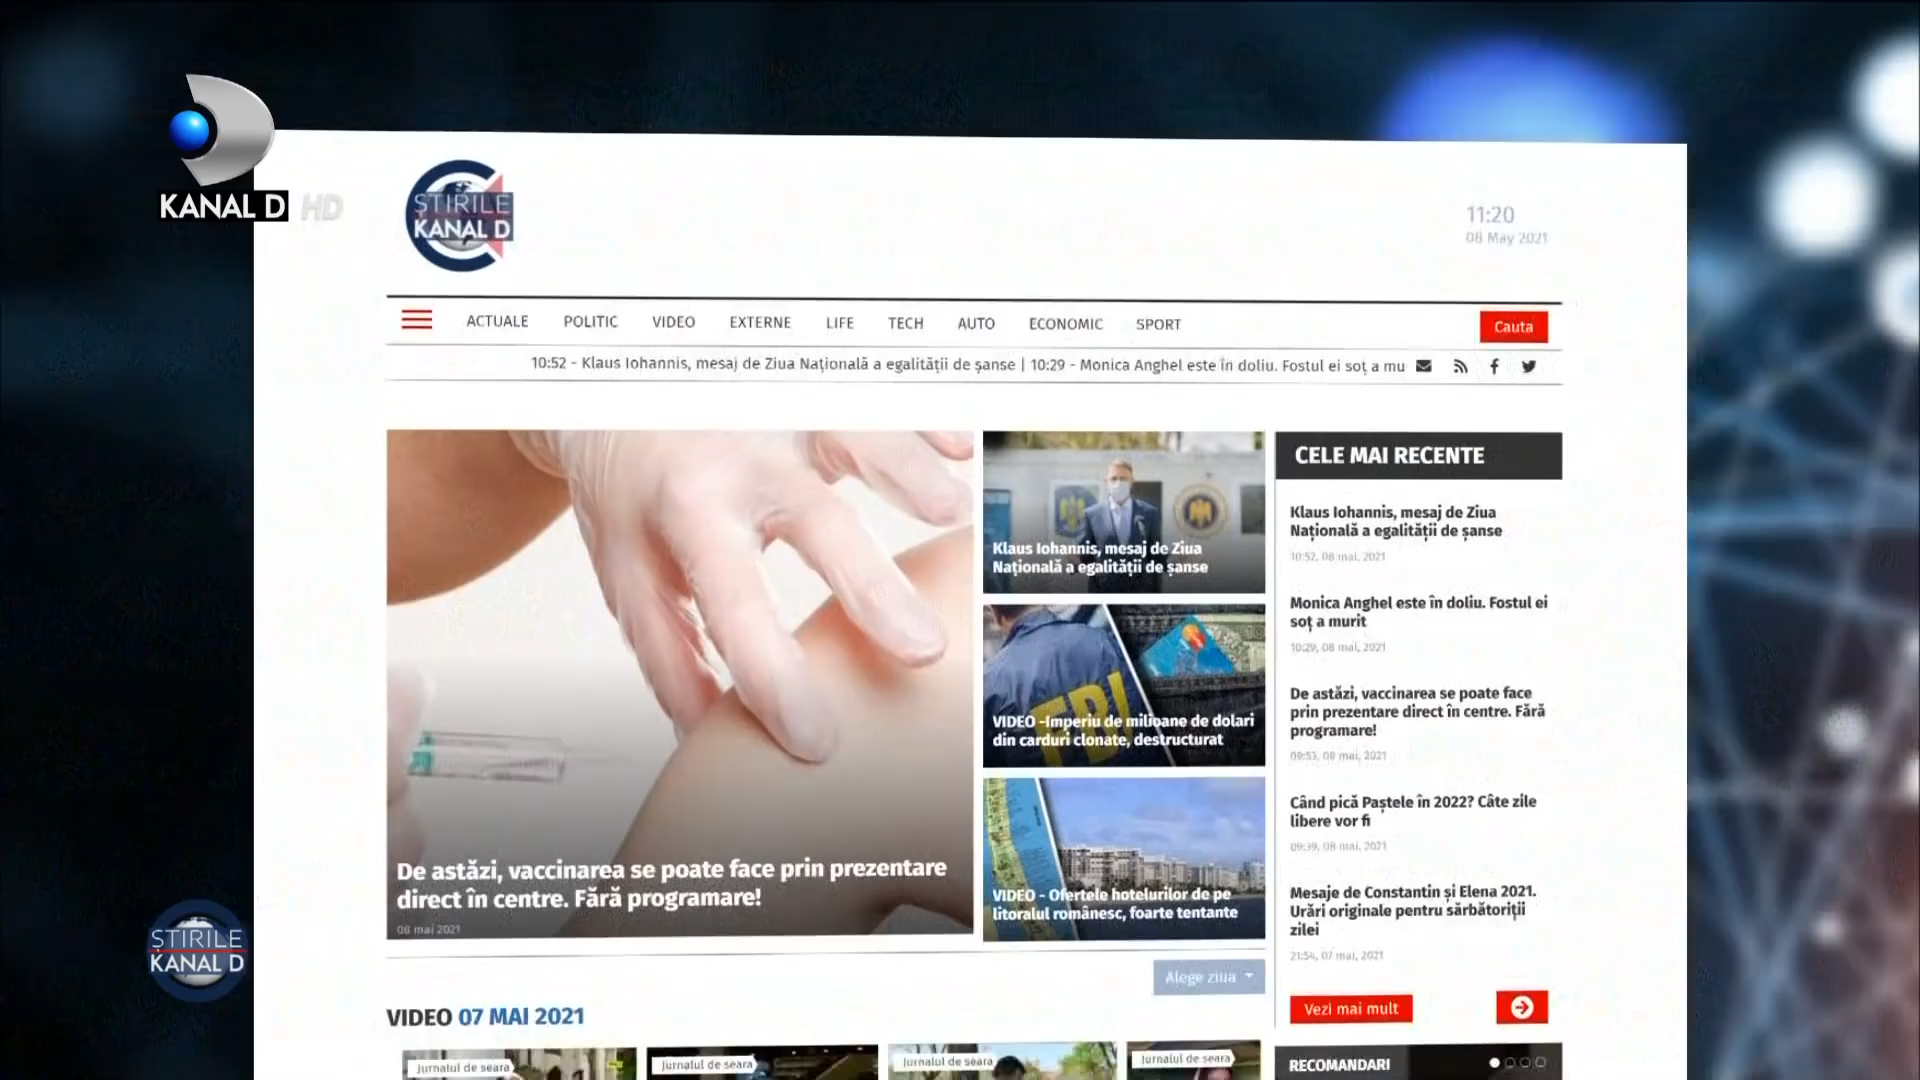 KANAL D HD
ȘTIRILE
KANAL D
11:20
08 May 2021
ACTUALE POLITIC VIDEO EXTERNE LIFE TECH AUTO ECONOMIC SPORT Cauta
10:52 - Klaus Iohannis, mesaj de Ziua Națională a egalității de șanse | 10:29 - Monica Anghel este în doliu. Fostul ei soț a mu
De astăzi, vaccinarea se poate face prin prezentare
direct în centre. Fără programare!
08 mai 2021
Klaus Iohannis, mesaj de Ziua
Națională a egalității de șanse
FBI
VIDEO -Imperiu de milioane de dolari
din carduri clonate, destructurat
VIDEO - Ofertele hotelurilor de pe
litoralul românesc, foarte tentante
CELE MAI RECENTE
Klaus Iohannis, mesaj de Ziua
Națională a egalității de șanse
10:52, 08 mai, 2021
Monica Anghel este în doliu. Fostul ei
soț a murit
10:29, 08 mai, 2021
De astăzi, vaccinarea se poate face
prin prezentare direct în centre. Fără
programare!
09:53, 08 mai, 2021
Când pică Paștele în 2022? Câte zile
libere vor fi
09:39, 08 mai, 2021
Mesaje de Constantin și Elena 2021.
Urări originale pentru sărbătoriții
zilei
21:54, 07 mai, 2021
Vezi mai mult
Alege ziua
VIDEO 07 MAI 2021
Jurnalul de seara
Jurnalul de seara
Jurnalul de seara
Jurnalul de seara
RECOMANDARI
ȘTIRILE
KANAL D